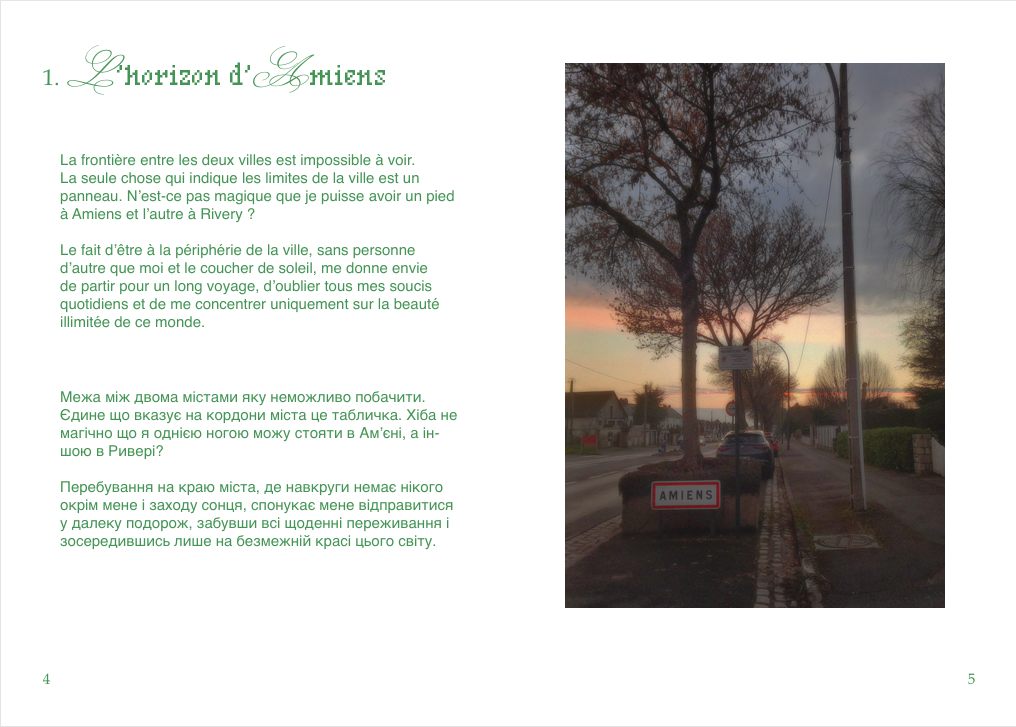 1. L'horizon d'Amiens
La frontière entre les deux villes est impossible à voir.
La seule chose qui indique les limites de la ville est un
panneau. N’est-ce pas magique que je puisse avoir un pied
à Amiens et l’autre à Rivery ?
Le fait d’être à la périphérie de la ville, sans personne
d’autre que moi et le coucher de soleil, me donne envie
de partir pour un long voyage, d’oublier tous mes soucis
quotidiens et de me concentrer uniquement sur la beauté
illimitée de ce monde.
Межа між двома містами яку неможливо побачити.
Єдине що вказує на кордони міста це табличка. Хіба не
магічно що я однією ногою можу стояти в Ам’єні, а ін-
шою в Ривері?
Перебування на краю міста, де навкруги немає нікого
окрім мене і заходу сонця, спонукає мене відправитися
у далеку подорож, забувши всі щоденні переживання і
зосередившись лише на безмежній красі цього світу.
4
AMIENS
5